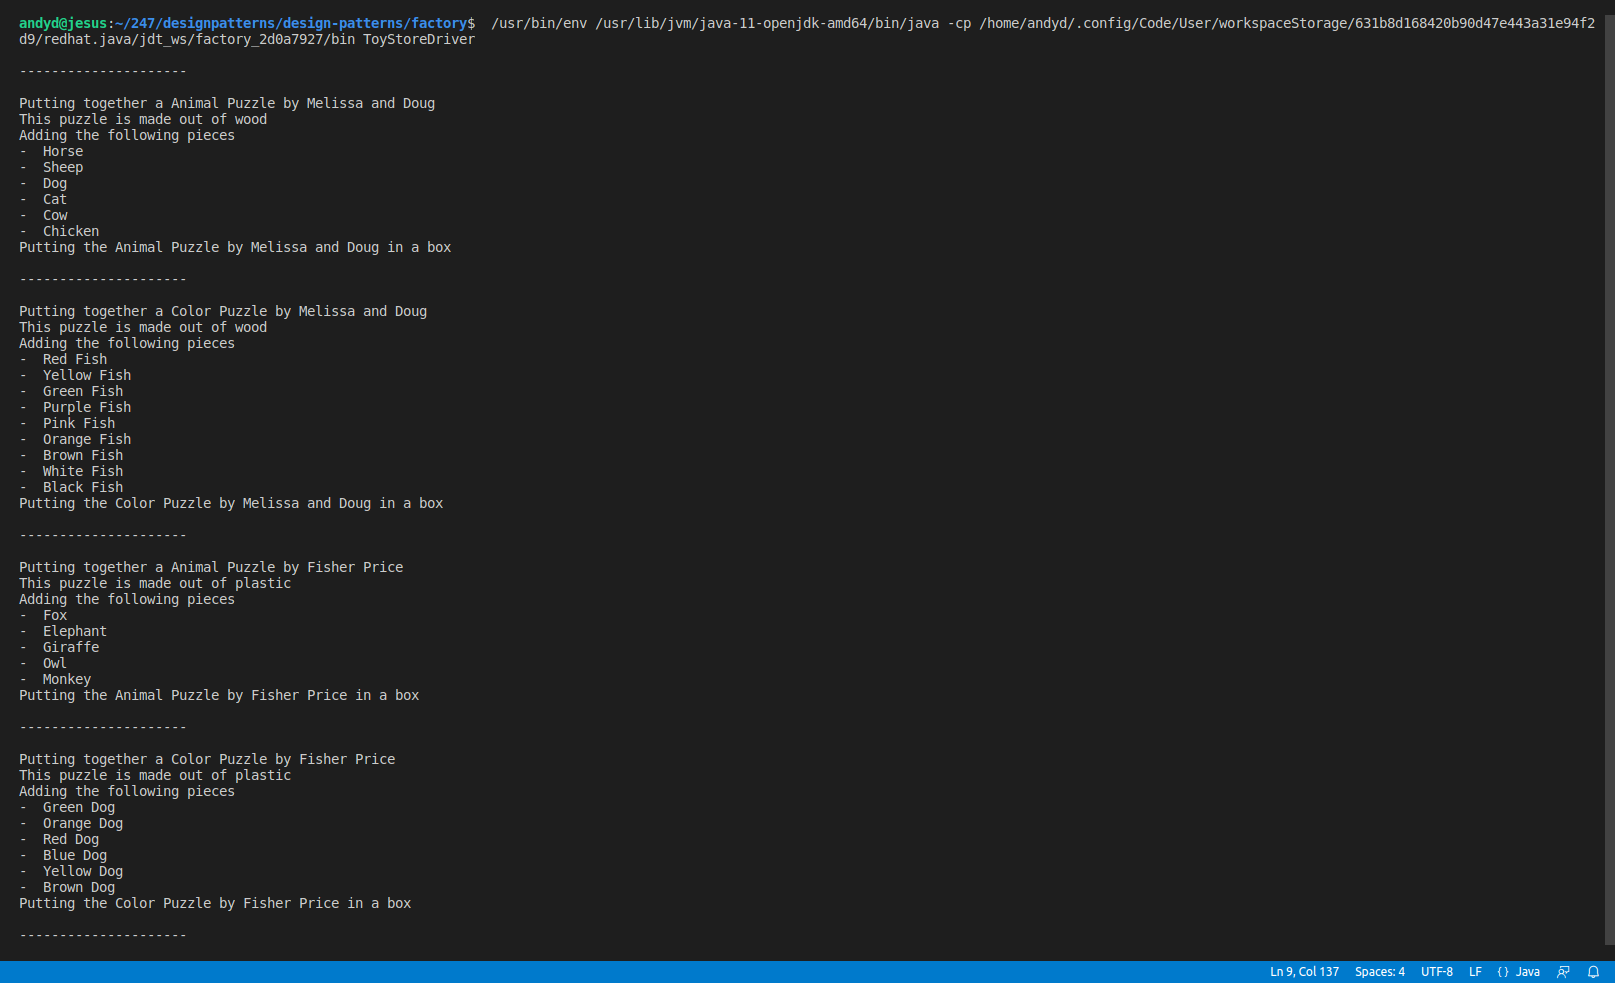 andyd@jesus:~/247/designpatterns/design-patterns/factory$  /usr/bin/env /usr/lib/jvm/java-11-openjdk-amd64/bin/java -cp /home/andyd/.config/Code/User/workspaceStorage/631b8d168420b90d47e443a31e94f2
d9/redhat.java/jdt_ws/factory_2d0a7927/bin ToyStoreDriver
---------------------
Putting together a Animal Puzzle by Melissa and Doug
This puzzle is made out of wood
Adding the following pieces
-  Horse
-  Sheep
-  Dog
-  Cat
-  Cow
-  Chicken
Putting the Animal Puzzle by Melissa and Doug in a box
---------------------
Putting together a Color Puzzle by Melissa and Doug
This puzzle is made out of wood
Adding the following pieces
-  Red Fish
-  Yellow Fish
-  Green Fish
-  Purple Fish
-  Pink Fish
-  Orange Fish
-  Brown Fish
-  White Fish
-  Black Fish
Putting the Color Puzzle by Melissa and Doug in a box
---------------------
Putting together a Animal Puzzle by Fisher Price
This puzzle is made out of plastic
Adding the following pieces
-  Fox
-  Elephant
-  Giraffe
-  Owl
-  Monkey
Putting the Animal Puzzle by Fisher Price in a box
---------------------
Putting together a Color Puzzle by Fisher Price
This puzzle is made out of plastic
Adding the following pieces
-  Green Dog
-  Orange Dog
-  Red Dog
-  Blue Dog
-  Yellow Dog
-  Brown Dog
Putting the Color Puzzle by Fisher Price in a box
---------------------
Ln 9, Col 137 Spaces: 4 UTF-8 LF {} Java